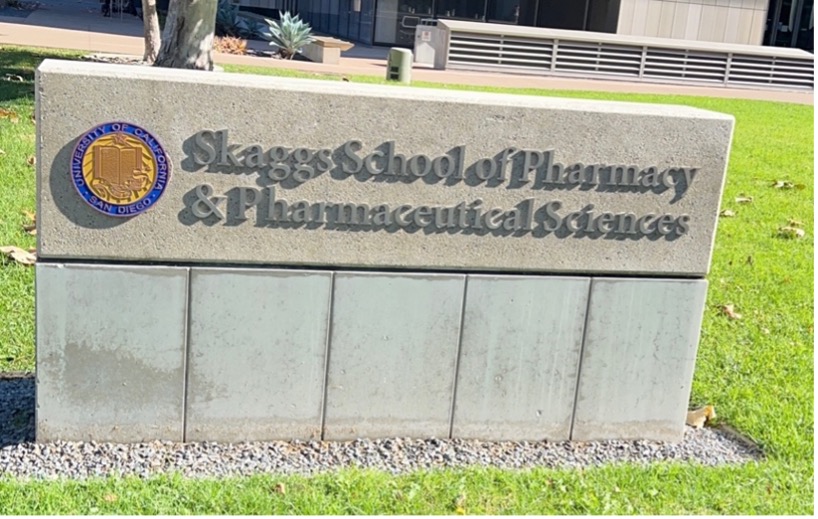 UNIVERSITY OF CALIFORNIA
SAN DIEGO
Skaggs School of Pharmacy
& Pharmaceutical Sciences